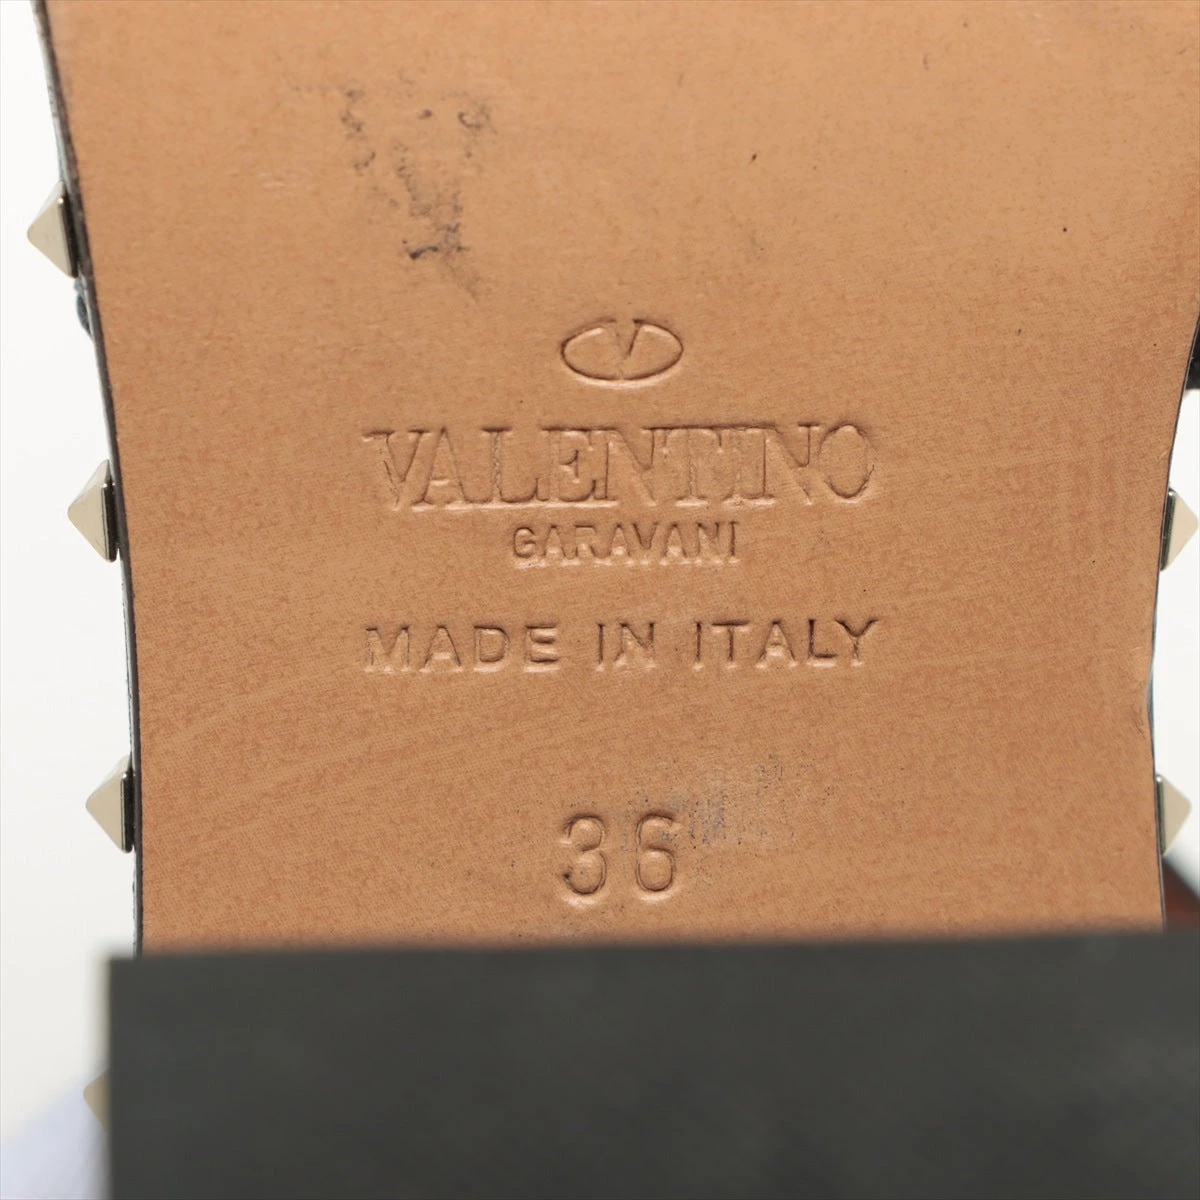 V
VALENTINO
GARAVANI
MADE IN ITALY
36